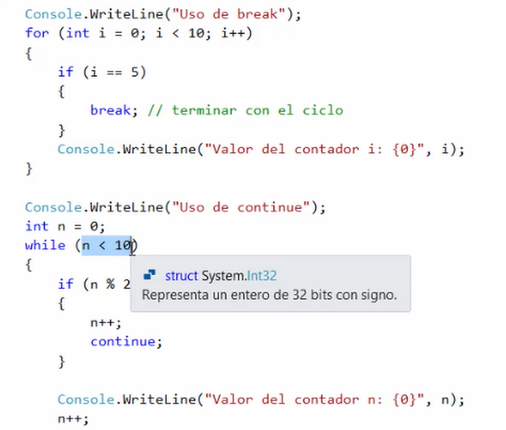 Console.WriteLine("Uso de break");
for (int i = 0; i < 10; i++)
{
if (i == 5)
{
break; // terminar con el ciclo
}
Console.WriteLine("Valor del contador i: {0}", i);
}
Console.WriteLine("Uso de continue");
int n = 0;
while (n < 10)
{
struct System.Int32
if (n % 2
Representa un entero de 32 bits con signo.
{
n++;
continue;
}
Console.WriteLine("Valor del contador n: {0}", n);
n++;